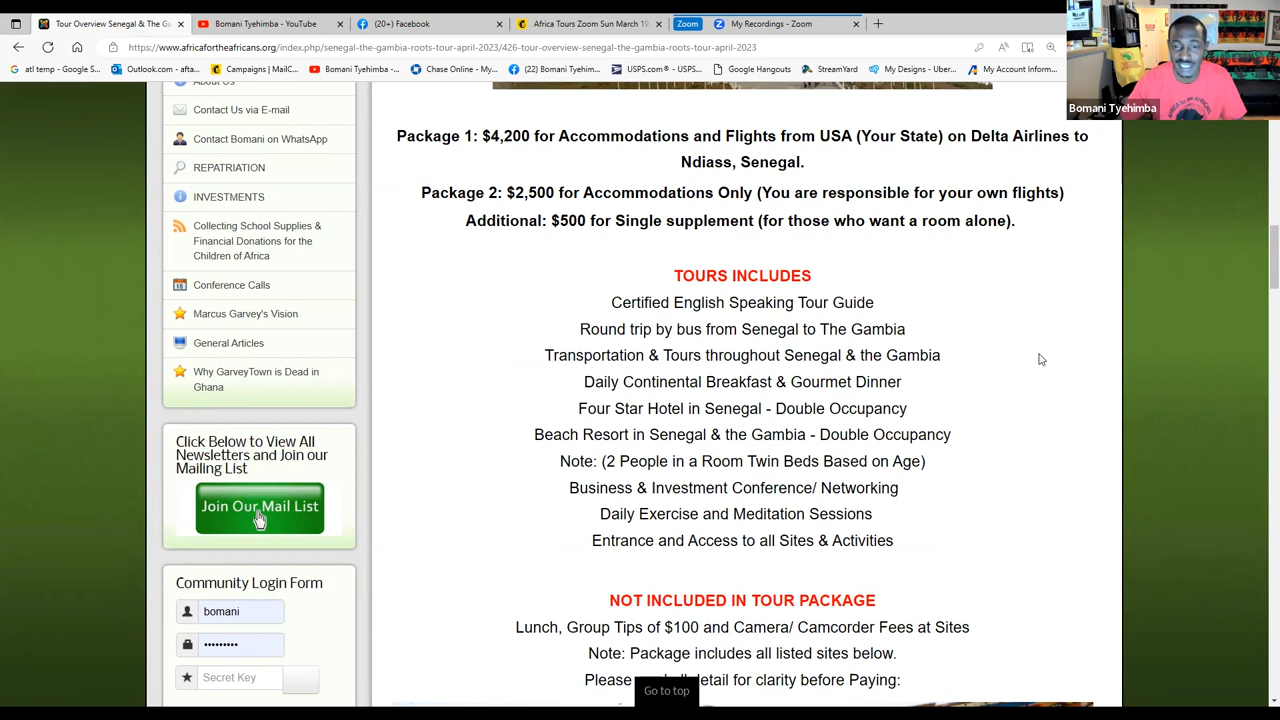 Tour Overview Senegal & The Ga
Bomani Tyehimba - YouTube
(20+) Facebook
Africa Tours Zoom Sun March 19
Zoom
My Recordings - Zoom
https://www.africafortheafricans.org/index.php/senegal-the-gambia-roots-tour-april-2023/426-tour-overview-senegal-the-gambia-roots-tour-april-2023
atl temp - Google S...
Outlook.com - afta...
Campaigns | MailC...
Bomani Tyehimba -...
Chase Online - My...
(22) Bomani Tyehim...
USPS.com® - USPS...
Google Hangouts
StreamYard
My Designs - Uber...
My Account Inform...
Bomani Tyehimba
About Us
Contact Us via E-mail
Contact Bomani on WhatsApp
REPATRIATION
INVESTMENTS
Collecting School Supplies &
Financial Donations for the
Children of Africa
Conference Calls
Marcus Garvey's Vision
General Articles
Why GarveyTown is Dead in
Ghana
Click Below to View All
Newsletters and Join our
Mailing List
Join Our Mail List
Community Login Form
bomani
•••••••••
Secret Key
Package 1: $4,200 for Accommodations and Flights from USA (Your State) on Delta Airlines to
Ndiass, Senegal.
Package 2: $2,500 for Accommodations Only (You are responsible for your own flights)
Additional: $500 for Single supplement (for those who want a room alone).
TOURS INCLUDES
Certified English Speaking Tour Guide
Round trip by bus from Senegal to The Gambia
Transportation & Tours throughout Senegal & the Gambia
Daily Continental Breakfast & Gourmet Dinner
Four Star Hotel in Senegal - Double Occupancy
Beach Resort in Senegal & the Gambia - Double Occupancy
Note: (2 People in a Room Twin Beds Based on Age)
Business & Investment Conference/ Networking
Daily Exercise and Meditation Sessions
Entrance and Access to all Sites & Activities
NOT INCLUDED IN TOUR PACKAGE
Lunch, Group Tips of $100 and Camera/ Camcorder Fees at Sites
Note: Package includes all listed sites below.
Please detail for clarity before Paying:
Go to top